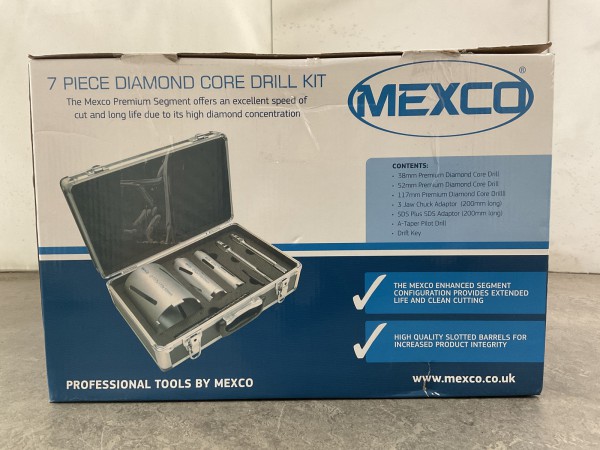 7 PIECE DIAMOND CORE DRILL KIT
The Mexco Premium Segment offers an excellent speed of
cut and long life due to its high diamond concentration
MEXCO®
CONTENTS:
• 38mm Premium Diamond Core Drill
• 52mm Premium Diamond Core Drill
• 117mm Premium Diamond Core Drill
• 3 Jaw Chuck Adaptor (200mm long)
• SDS Plus SDS Adaptor (200mm long)
• A-Taper Pilot Drill
• Drift Key
THE MEXCO ENHANCED SEGMENT
CONFIGURATION PROVIDES EXTENDED
LIFE AND CLEAN CUTTING
HIGH QUALITY SLOTTED BARRELS FOR
INCREASED PRODUCT INTEGRITY
PROFESSIONAL TOOLS BY MEXCO
www.mexco.co.uk